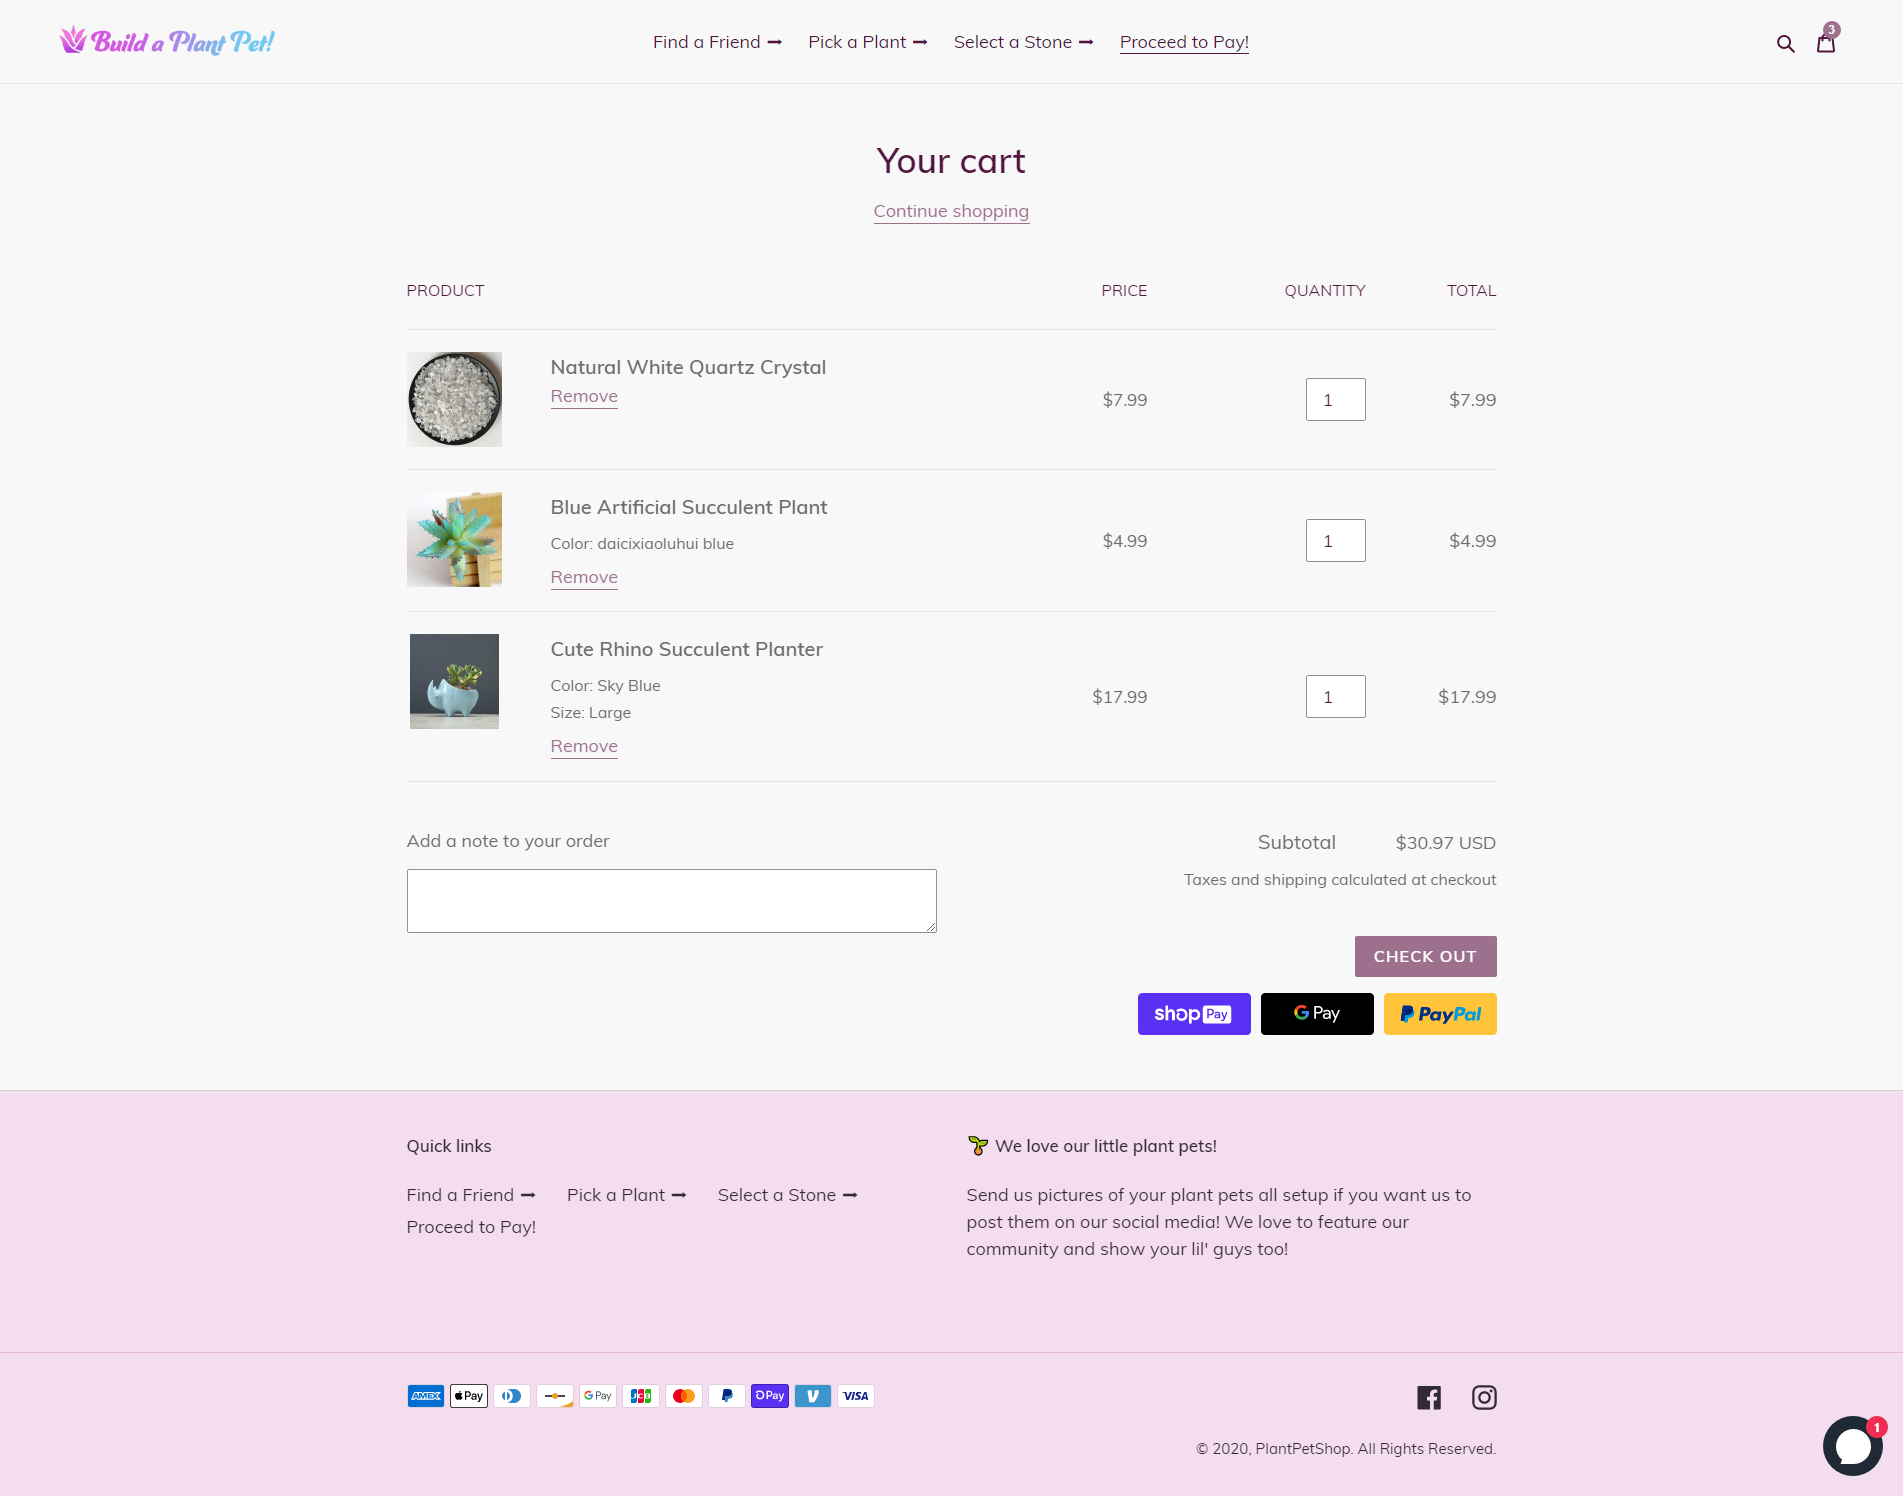 Build a Plant Pet!
Find a Friend ➞ Pick a Plant ➞ Select a Stone ➞ Proceed to Pay!
3
Your cart
Continue shopping
PRODUCT PRICE QUANTITY TOTAL
Natural White Quartz Crystal
Remove
$7.99 1 $7.99
Blue Artificial Succulent Plant
Color: daicixiaoluhui blue
Remove
$4.99 1 $4.99
Cute Rhino Succulent Planter
Color: Sky Blue
Size: Large
Remove
$17.99 1 $17.99
Add a note to your order
Subtotal $30.97 USD
Taxes and shipping calculated at checkout
CHECK OUT
shop Pay G Pay PayPal
Quick links
Find a Friend ➞ Pick a Plant ➞ Select a Stone ➞
Proceed to Pay!
We love our little plant pets!
Send us pictures of your plant pets all setup if you want us to
post them on our social media! We love to feature our
community and show your lil' guys too!
AMEX Pay G Pay JCB Pay V VISA
© 2020, PlantPetShop. All Rights Reserved.
1